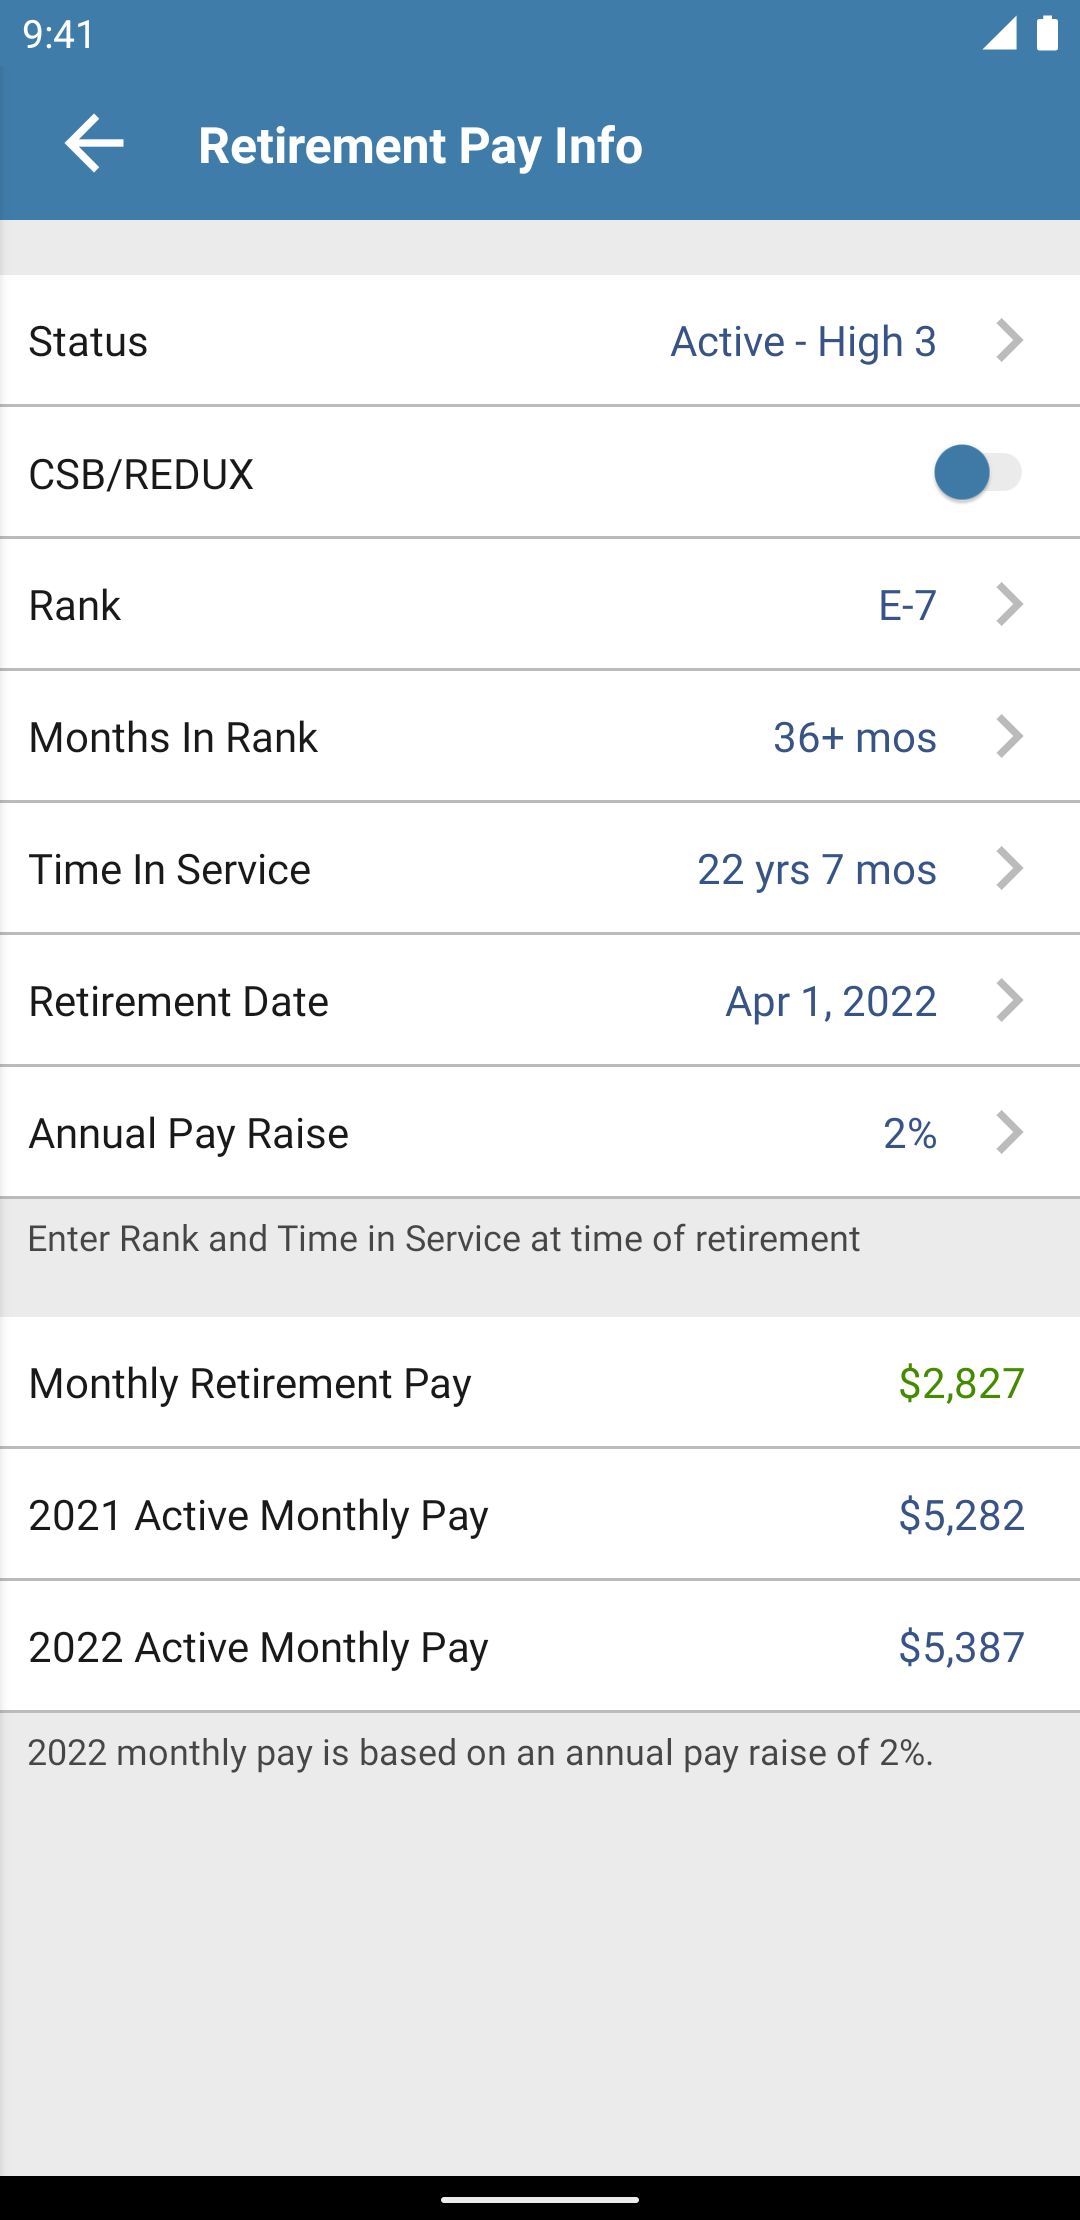 9:41
Retirement Pay Info
Status Active - High 3
CSB/REDUX
Rank E-7
Months In Rank 36+ mos
Time In Service 22 yrs 7 mos
Retirement Date Apr 1, 2022
Annual Pay Raise 2%
Enter Rank and Time in Service at time of retirement
Monthly Retirement Pay $2,827
2021 Active Monthly Pay $5,282
2022 Active Monthly Pay $5,387
2022 monthly pay is based on an annual pay raise of 2%.